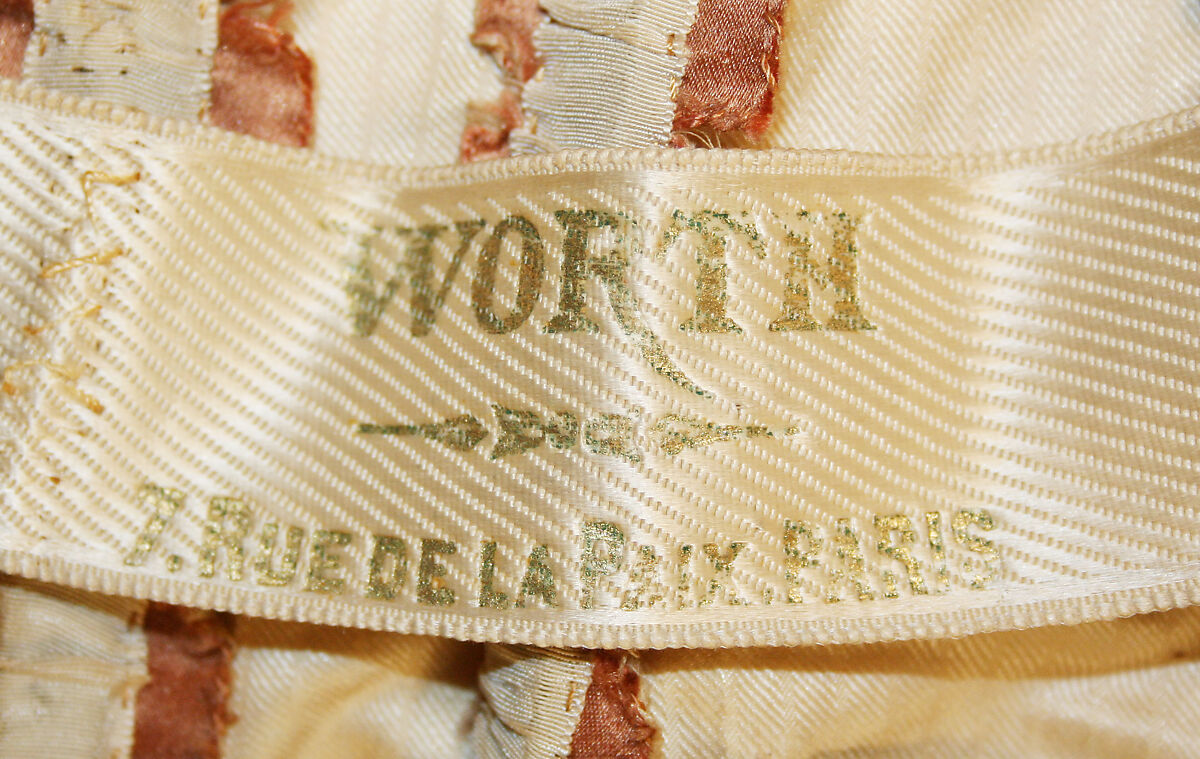 WORTH
7. RUE DE LA PAIX. PARIS